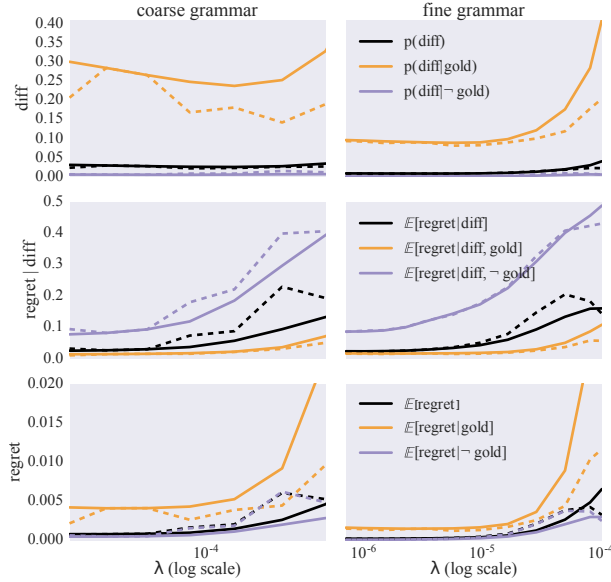 coarse grammar
fine grammar
diff
0.40
0.35
0.30
0.25
0.20
0.15
0.10
0.05
0.00
p(diff)
p(diff|gold)
p(diff|¬ gold)
regret | diff
0.5
0.4
0.3
0.2
0.1
0.0
𝔼[regret|diff]
𝔼[regret|diff, gold]
𝔼[regret|diff, ¬ gold]
regret
0.020
0.015
0.010
0.005
0.000
𝔼[regret]
𝔼[regret|gold]
𝔼[regret|¬ gold]
10⁻⁴
10⁻⁶
10⁻⁵
10⁻⁴
λ (log scale)
λ (log scale)